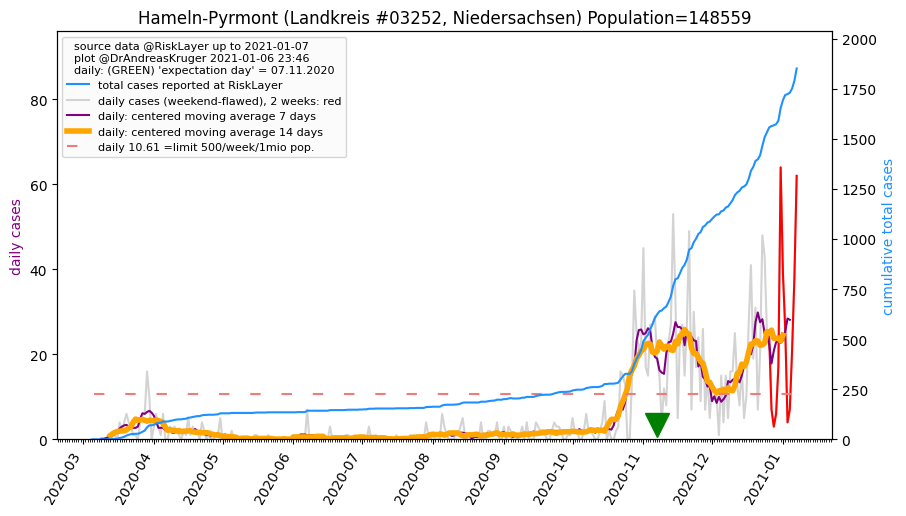 Hameln-Pyrmont (Landkreis #03252, Niedersachsen) Population=148559
source data @RiskLayer up to 2021-01-07
plot @DrAndreasKruger 2021-01-06 23:46
daily: (GREEN) 'expectation day' = 07.11.2020
total cases reported at RiskLayer
daily cases (weekend-flawed), 2 weeks: red
daily: centered moving average 7 days
daily: centered moving average 14 days
daily 10.61 =limit 500/week/1mio pop.
daily cases
80
60
40
20
0
cumulative total cases
2000
1750
1500
1250
1000
750
500
250
0
2020-03
2020-04
2020-05
2020-06
2020-07
2020-08
2020-09
2020-10
2020-11
2020-12
2021-01